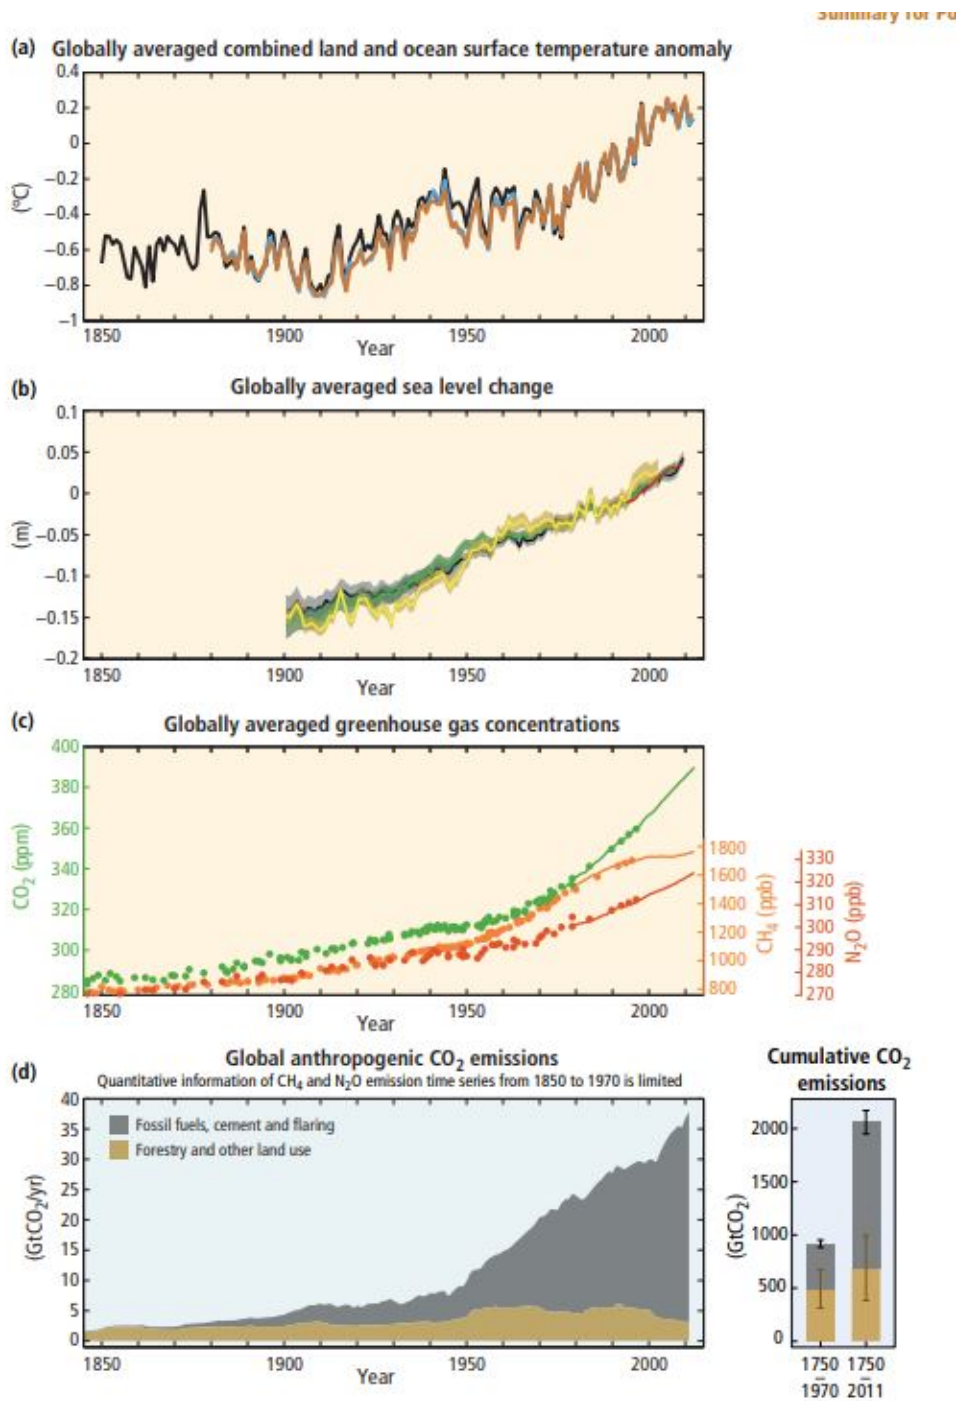 Summary for Po
(a) Globally averaged combined land and ocean surface temperature anomaly
0.4
0.2
0
−0.2
−0.4
−0.6
−0.8
−1
(ºC)
1850 1900 1950 2000
Year
(b) Globally averaged sea level change
0.1
0.05
0
−0.05
−0.1
−0.15
−0.2
(m)
1850 1900 1950 2000
Year
(c) Globally averaged greenhouse gas concentrations
400
380
360
340
320
300
280
CO₂ (ppm)
1800
1600
1400
1200
1000
800
CH₄ (ppb)
330
320
310
300
290
280
270
N₂O (ppb)
1850 1900 1950 2000
Year
(d) Global anthropogenic CO₂ emissions
Quantitative information of CH₄ and N₂O emission time series from 1850 to 1970 is limited
40
35
30
25
20
15
10
5
0
(GtCO₂/yr)
Fossil fuels, cement and flaring
Forestry and other land use
1850 1900 1950 2000
Year
Cumulative CO₂
emissions
2000
1000
500
0
(GtCO₂)
1750 1750
– –
1970 2011